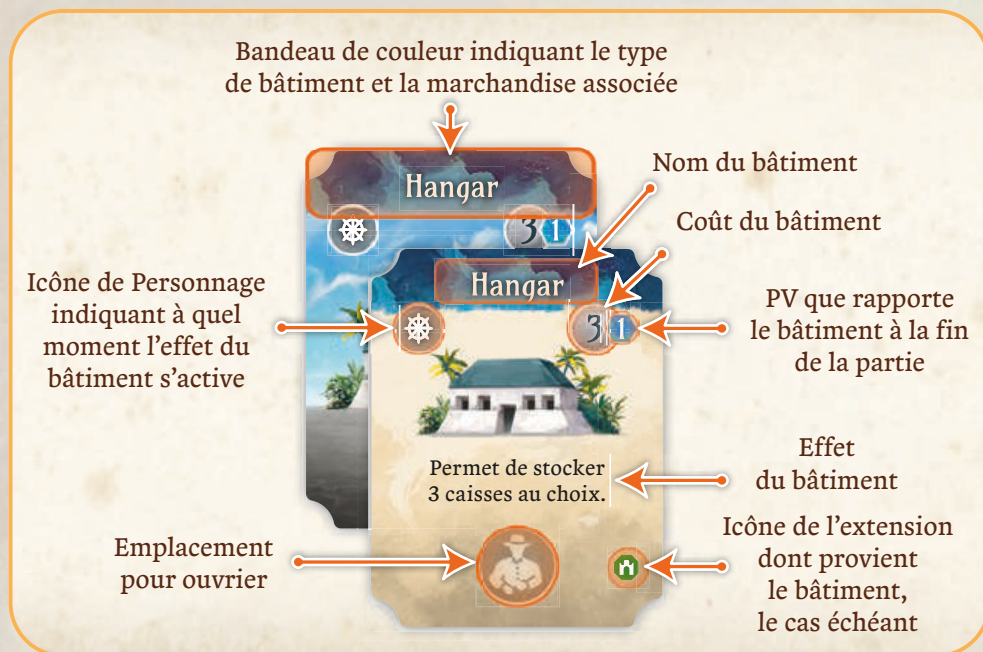 Bandeau de couleur indiquant le type
de bâtiment et la marchandise associée
Hangar
3 1
Nom du bâtiment
Coût du bâtiment
Hangar
3 1
Icône de Personnage
indiquant à quel
moment l'effet du
bâtiment s'active
PV que rapporte
le bâtiment à la fin
de la partie
Permet de stocker
3 caisses au choix.
Effet
du bâtiment
Emplacement
pour ouvrier
Icône de l'extension
dont provient
le bâtiment,
le cas échéant